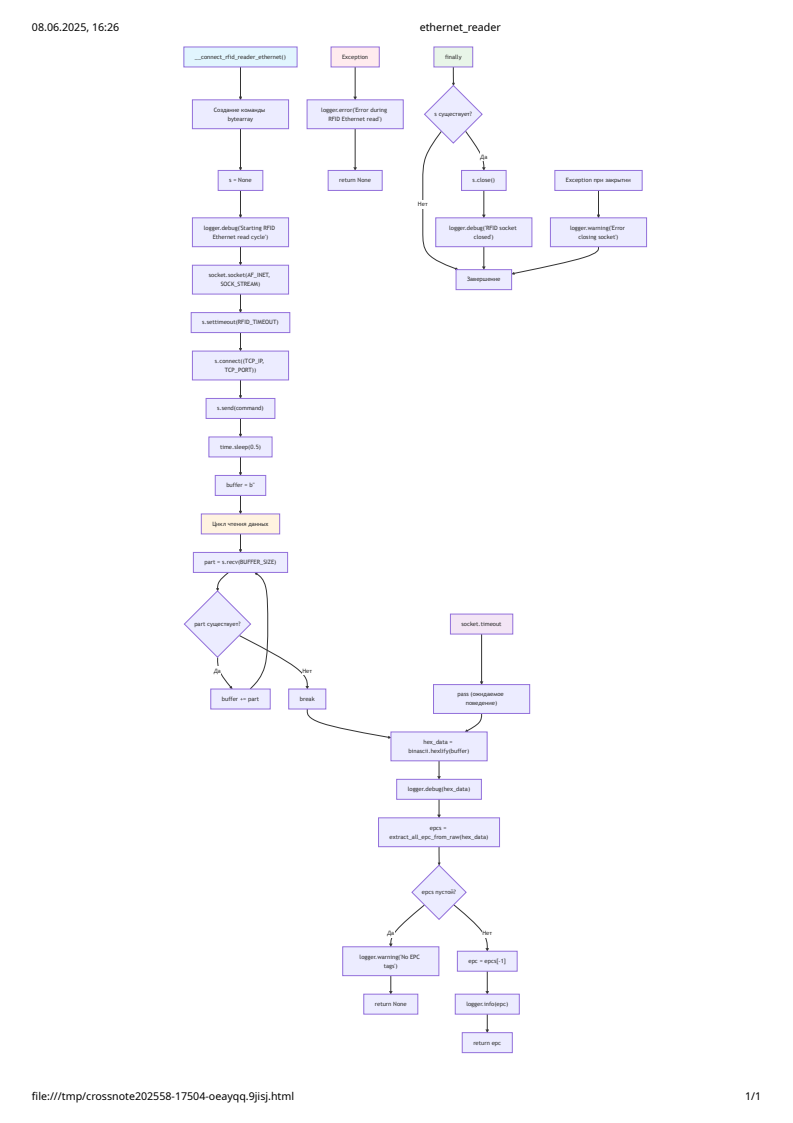 08.06.2025, 16:26
ethernet_reader
__connect_rfid_reader_ethernet()
Exception
finally
Создание команды
bytearray
logger.error('Error during
RFID Ethernet read')
s существует?
Да
s = None
return None
s.close()
Exception при закрытии
Нет
logger.debug('Starting RFID
Ethernet read cycle')
logger.debug('RFID socket
closed')
logger.warning('Error
closing socket')
socket.socket(AF_INET,
SOCK_STREAM)
Завершение
s.settimeout(RFID_TIMEOUT)
s.connect((TCP_IP,
TCP_PORT))
s.send(command)
time.sleep(0.5)
buffer = b''
Цикл чтения данных
part = s.recv(BUFFER_SIZE)
part существует?
socket.timeout
Да
Нет
buffer += part
break
pass (ожидаемое
поведение)
hex_data =
binascii.hexlify(buffer)
logger.debug(hex_data)
epcs =
extract_all_epc_from_raw(hex_data)
epcs пустой?
Да
Нет
logger.warning('No EPC
tags')
epc = epcs[-1]
return None
logger.info(epc)
return epc
file:///tmp/crossnote202558-17504-oeayqq.9jisj.html
1/1